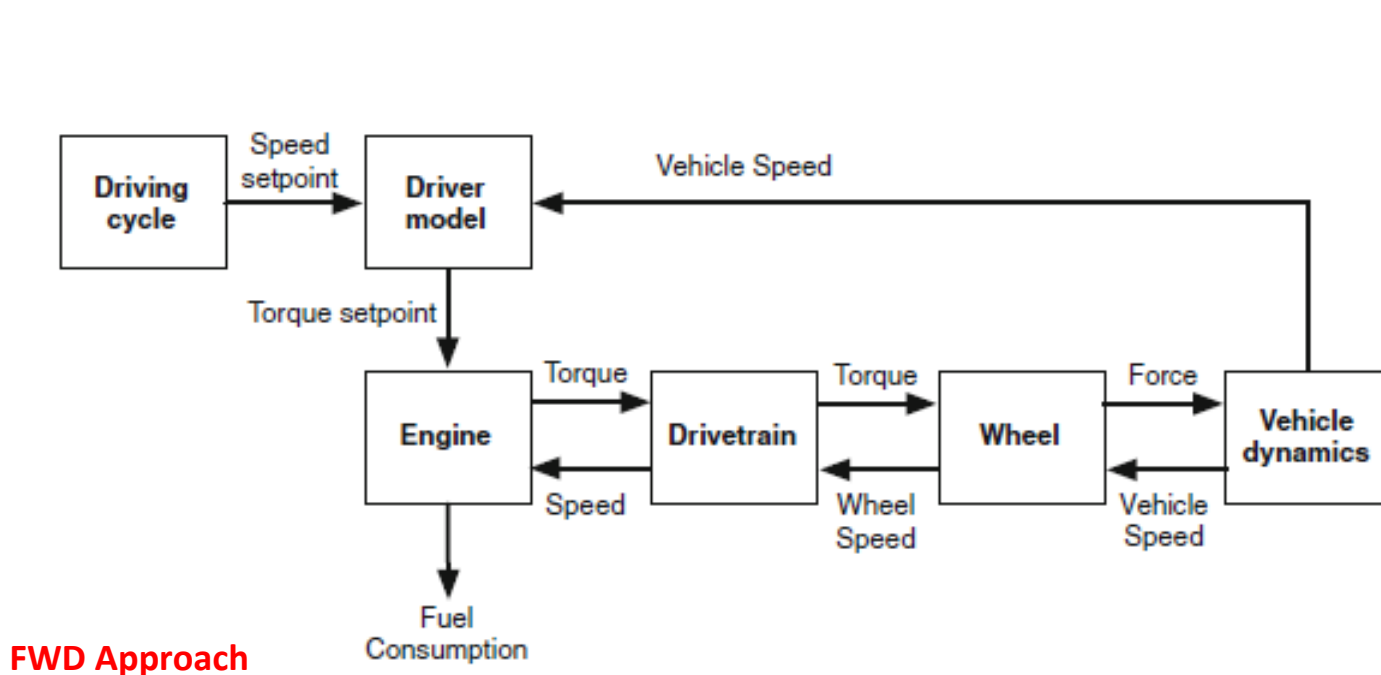 Speed
setpoint
Driving
cycle
Driver
model
Vehicle Speed
Torque setpoint
Engine
Torque
Speed
Drivetrain
Torque
Wheel
Speed
Wheel
Force
Vehicle
Speed
Vehicle
dynamics
Fuel
Consumption
FWD Approach